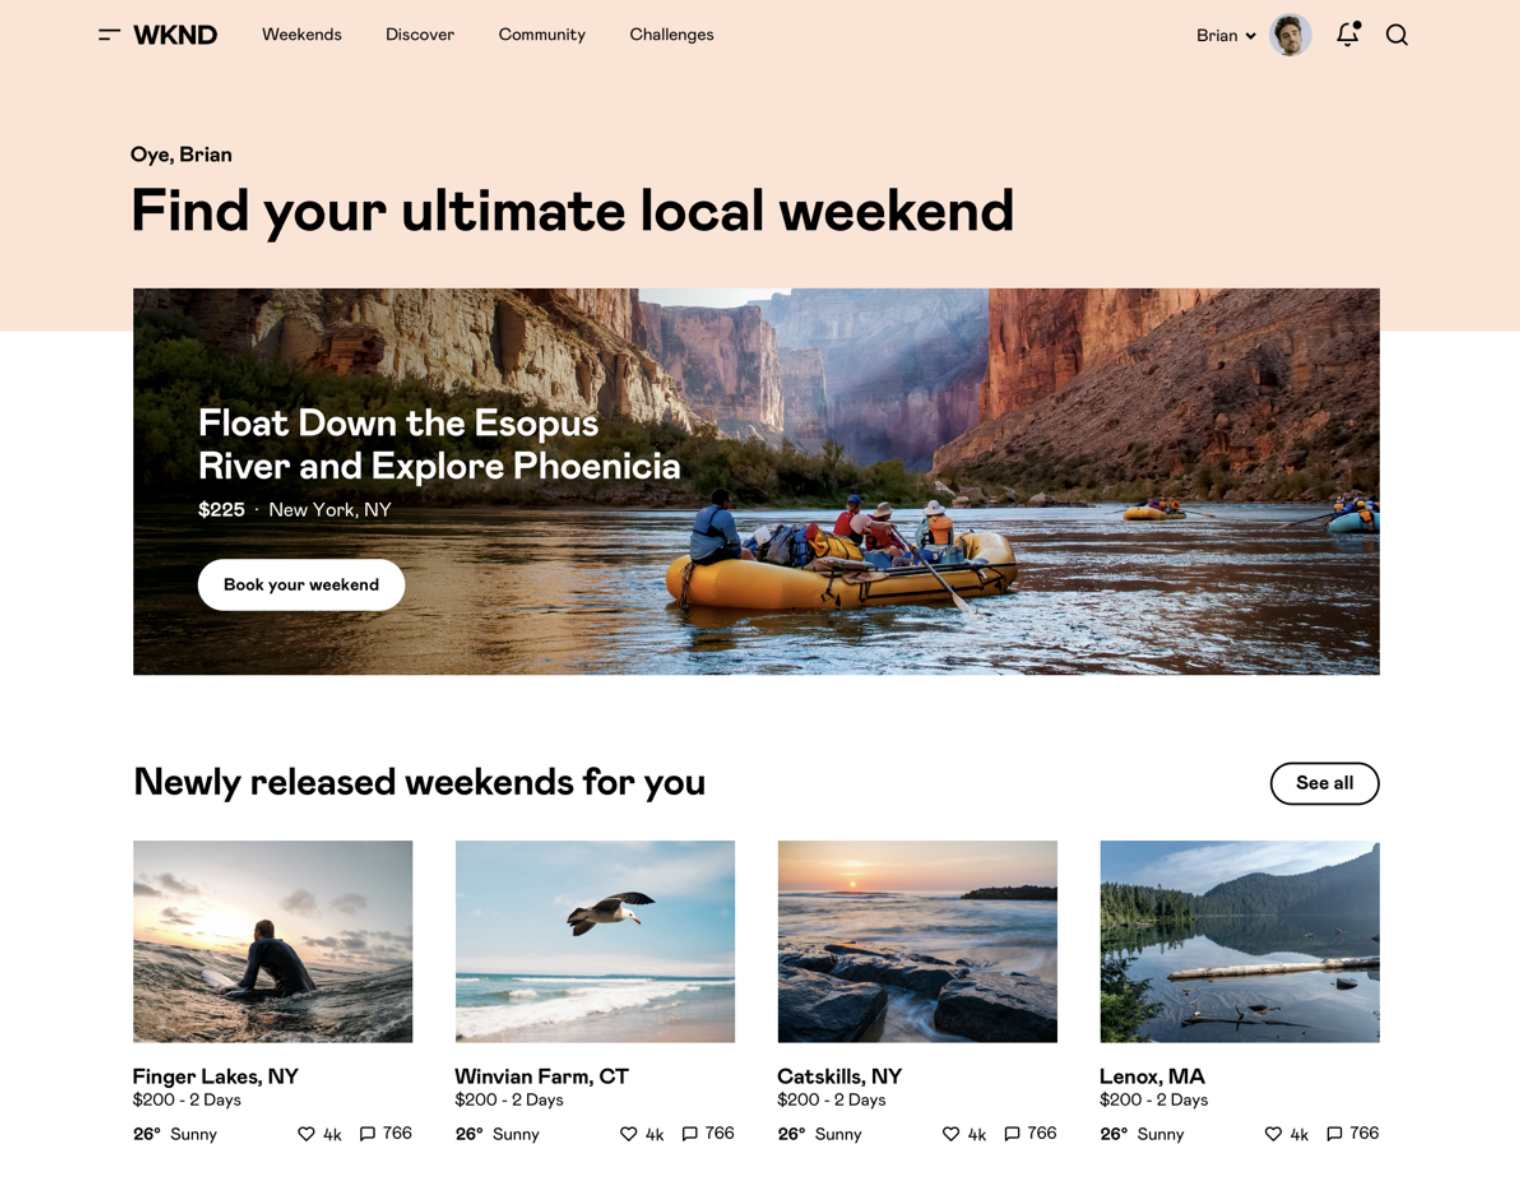 WKND
Weekends
Discover
Community
Challenges
Brian
Oye, Brian
Find your ultimate local weekend
Float Down the Esopus
River and Explore Phoenicia
$225 · New York, NY
Book your weekend
Newly released weekends for you
See all
Finger Lakes, NY
$200 - 2 Days
26° Sunny
4k
766
Winvian Farm, CT
$200 - 2 Days
26° Sunny
4k
766
Catskills, NY
$200 - 2 Days
26° Sunny
4k
766
Lenox, MA
$200 - 2 Days
26° Sunny
4k
766